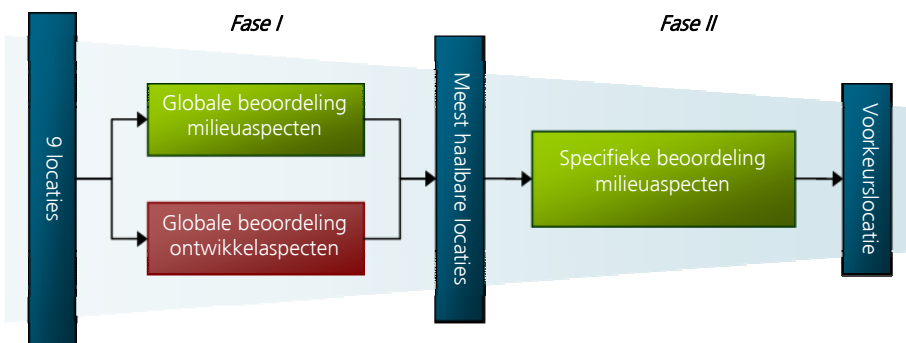 Fase I
Fase II
9 locaties
Globale beoordeling
milieuaspecten
Globale beoordeling
ontwikkelaspecten
Meest haalbare locaties
Specifieke beoordeling
milieuaspecten
Voorkeurslocatie